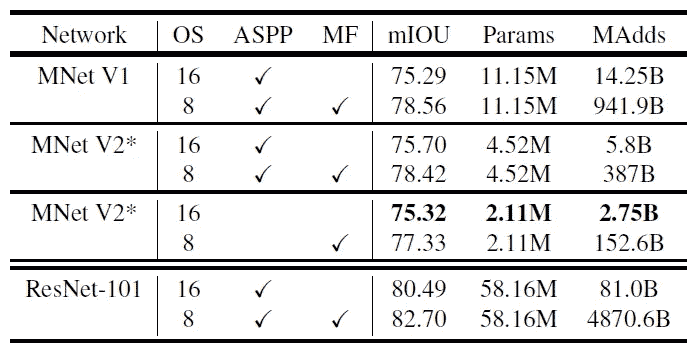 Network OS ASPP MF mIOU Params MAdds
MNet V1 16 ✓ 75.29 11.15M 14.25B
8 ✓ ✓ 78.56 11.15M 941.9B
MNet V2* 16 ✓ 75.70 4.52M 5.8B
8 ✓ ✓ 78.42 4.52M 387B
MNet V2* 16 75.32 2.11M 2.75B
8 ✓ 77.33 2.11M 152.6B
ResNet-101 16 ✓ 80.49 58.16M 81.0B
8 ✓ ✓ 82.70 58.16M 4870.6B